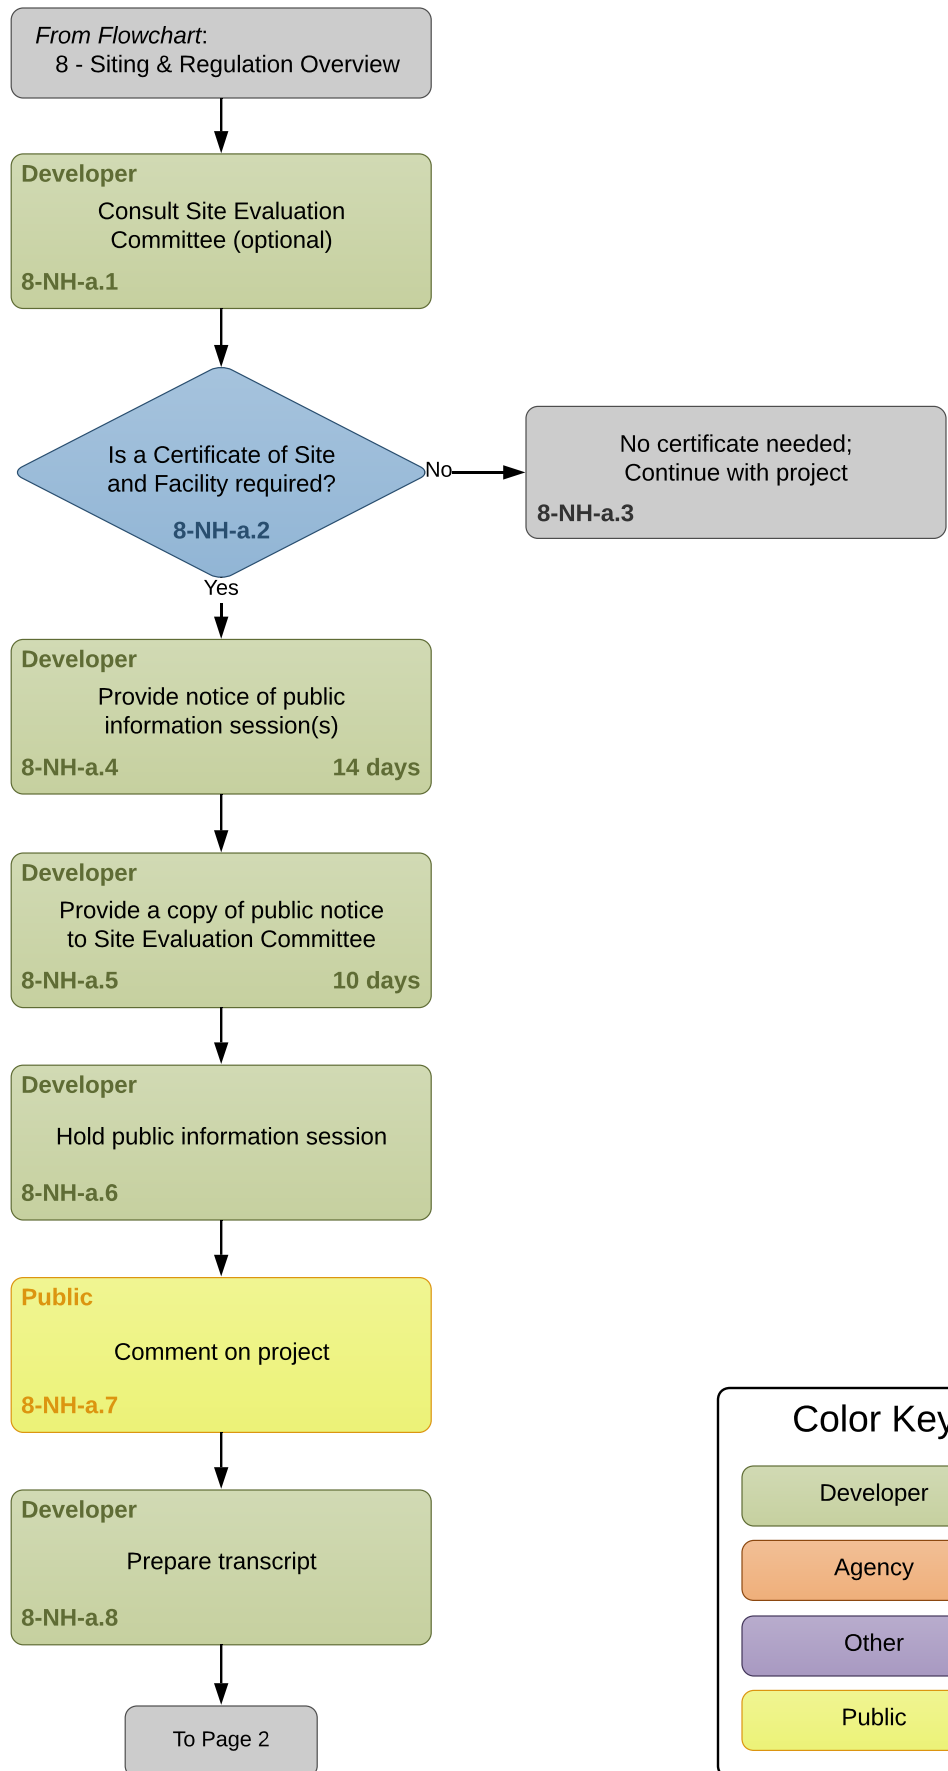 From Flowchart:
8 - Siting & Regulation Overview
Developer
Consult Site Evaluation
Committee (optional)
8-NH-a.1
Is a Certificate of Site
and Facility required?
8-NH-a.2
No
No certificate needed;
Continue with project
8-NH-a.3
Yes
Developer
Provide notice of public
information session(s)
8-NH-a.4 14 days
Developer
Provide a copy of public notice
to Site Evaluation Committee
8-NH-a.5 10 days
Developer
Hold public information session
8-NH-a.6
Public
Comment on project
8-NH-a.7
Developer
Prepare transcript
8-NH-a.8
To Page 2
Color Key
Developer
Agency
Other
Public